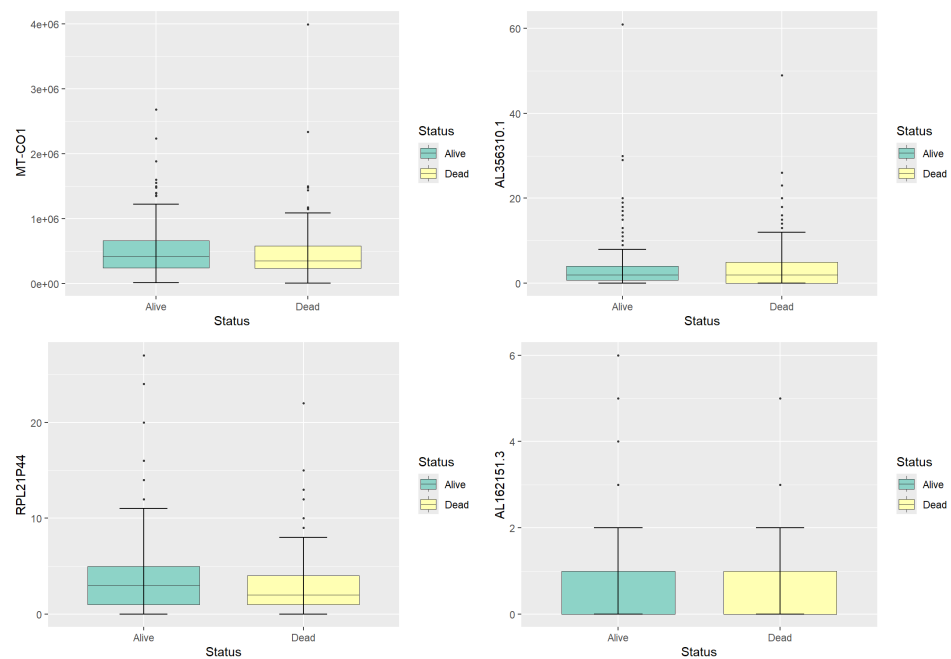 MT-CO1
4e+06
3e+06
2e+06
1e+06
0e+00
Alive
Dead
Status
Status
Alive
Dead
AL356310.1
60
40
20
0
Alive
Dead
Status
Status
Alive
Dead
RPL21P44
20
10
0
Alive
Dead
Status
Status
Alive
Dead
AL162151.3
6
4
2
0
Alive
Dead
Status
Status
Alive
Dead